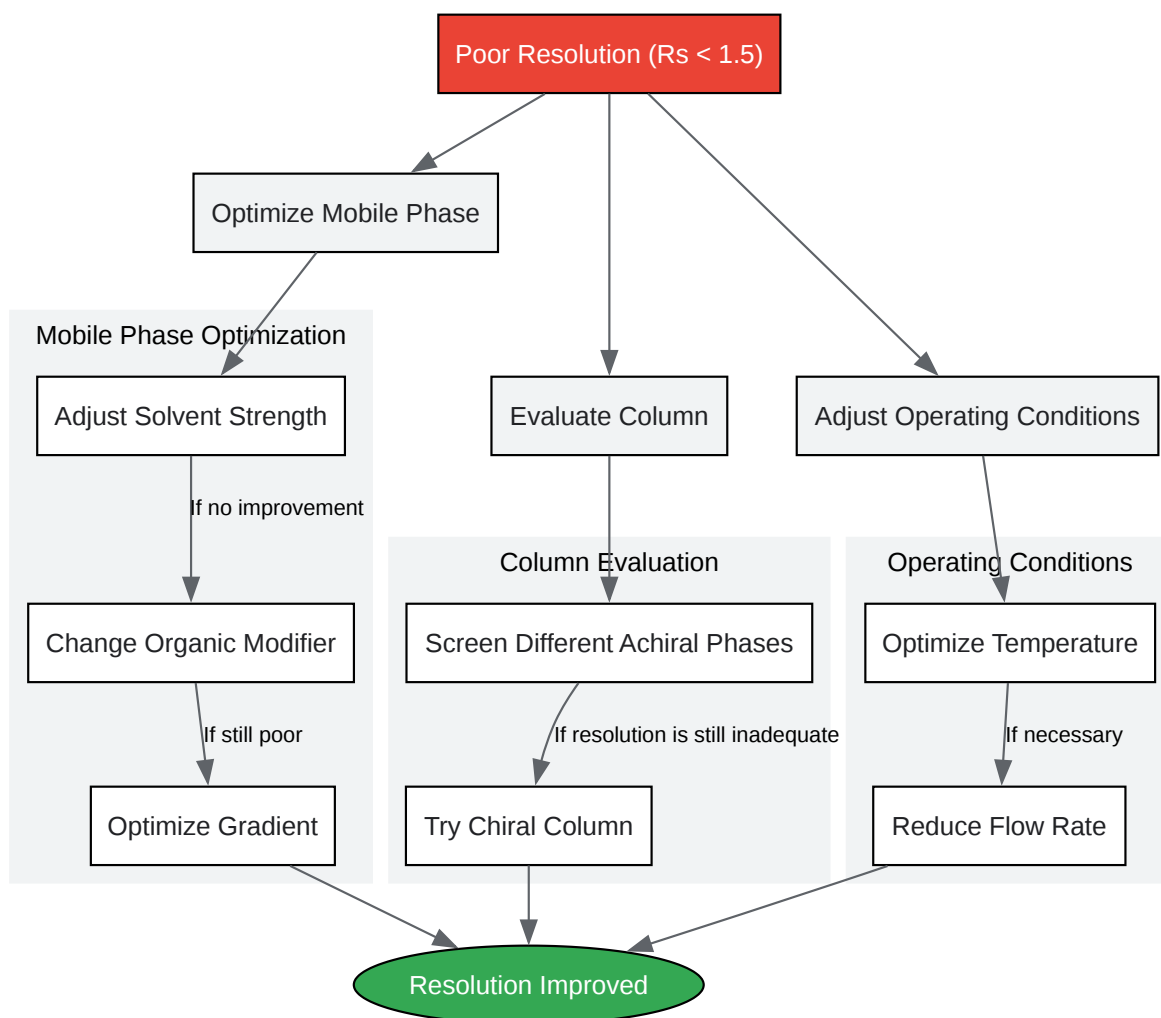 Poor Resolution (Rs < 1.5)
Optimize Mobile Phase
Mobile Phase Optimization
Adjust Solvent Strength
Evaluate Column
Adjust Operating Conditions
If no improvement
Column Evaluation
Operating Conditions
Change Organic Modifier
Screen Different Achiral Phases
Optimize Temperature
If still poor
If resolution is still inadequate
If necessary
Optimize Gradient
Try Chiral Column
Reduce Flow Rate
Resolution Improved